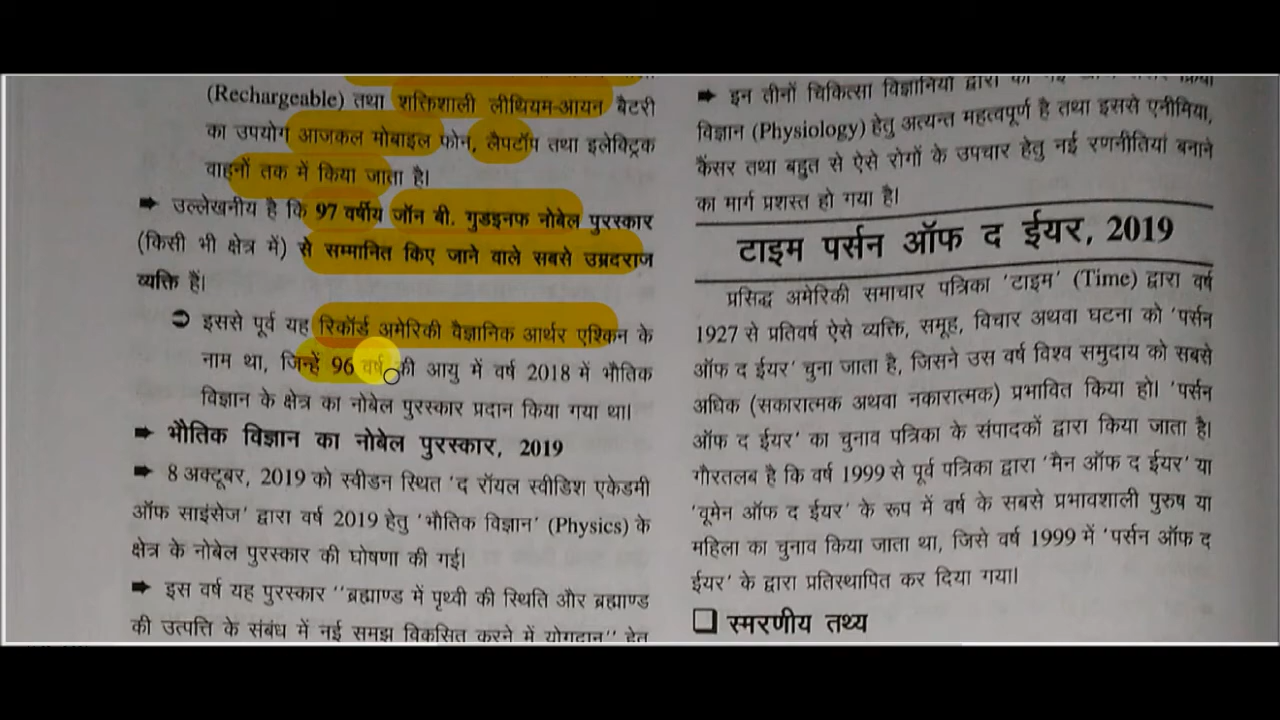 (Rechargeable) तथा शक्तिशाली लीथियम-आयन बैटरी
का उपयोग आजकल मोबाइल फोन, लैपटॉप तथा इलेक्ट्रिक
वाहनों तक में किया जाता है।
➡ उल्लेखनीय है कि 97 वर्षीय जॉन बी. गुडइनफ नोबेल पुरस्कार
(किसी भी क्षेत्र में) से सम्मानित किए जाने वाले सबसे उम्रदराज
व्यक्ति हैं।
➲ इससे पूर्व यह रिकॉर्ड अमेरिकी वैज्ञानिक आर्थर एश्किन के
नाम था, जिन्हें 96 वर्ष की आयु में वर्ष 2018 में भौतिक
विज्ञान के क्षेत्र का नोबेल पुरस्कार प्रदान किया गया था।
➡ भौतिक विज्ञान का नोबेल पुरस्कार, 2019
➡ 8 अक्टूबर, 2019 को स्वीडन स्थित 'द रॉयल स्वीडिश एकेडमी
ऑफ साइंसेज' द्वारा वर्ष 2019 हेतु 'भौतिक विज्ञान' (Physics) के
क्षेत्र के नोबेल पुरस्कार की घोषणा की गई।
➡ इस वर्ष यह पुरस्कार ''ब्रह्माण्ड में पृथ्वी की स्थिति और ब्रह्माण्ड
की उत्पत्ति के संबंध में नई समझ विकसित करने में योगदान'' हेतु
➡ इन तीनों चिकित्सा विज्ञानियों द्वारा की गई
विज्ञान (Physiology) हेतु अत्यन्त महत्वपूर्ण है तथा इससे एनीमिया,
कैंसर तथा बहुत से ऐसे रोगों के उपचार हेतु नई रणनीतियां बनाने
का मार्ग प्रशस्त हो गया है।
टाइम पर्सन ऑफ द ईयर, 2019
प्रसिद्ध अमेरिकी समाचार पत्रिका 'टाइम' (Time) द्वारा वर्ष
1927 से प्रतिवर्ष ऐसे व्यक्ति, समूह, विचार अथवा घटना को 'पर्सन
ऑफ द ईयर' चुना जाता है, जिसने उस वर्ष विश्व समुदाय को सबसे
अधिक (सकारात्मक अथवा नकारात्मक) प्रभावित किया हो। 'पर्सन
ऑफ द ईयर' का चुनाव पत्रिका के संपादकों द्वारा किया जाता है।
गौरतलब है कि वर्ष 1999 से पूर्व पत्रिका द्वारा 'मैन ऑफ द ईयर' या
'वूमेन ऑफ द ईयर' के रूप में वर्ष के सबसे प्रभावशाली पुरुष या
महिला का चुनाव किया जाता था, जिसे वर्ष 1999 में 'पर्सन ऑफ द
ईयर' के द्वारा प्रतिस्थापित कर दिया गया।
❑ स्मरणीय तथ्य